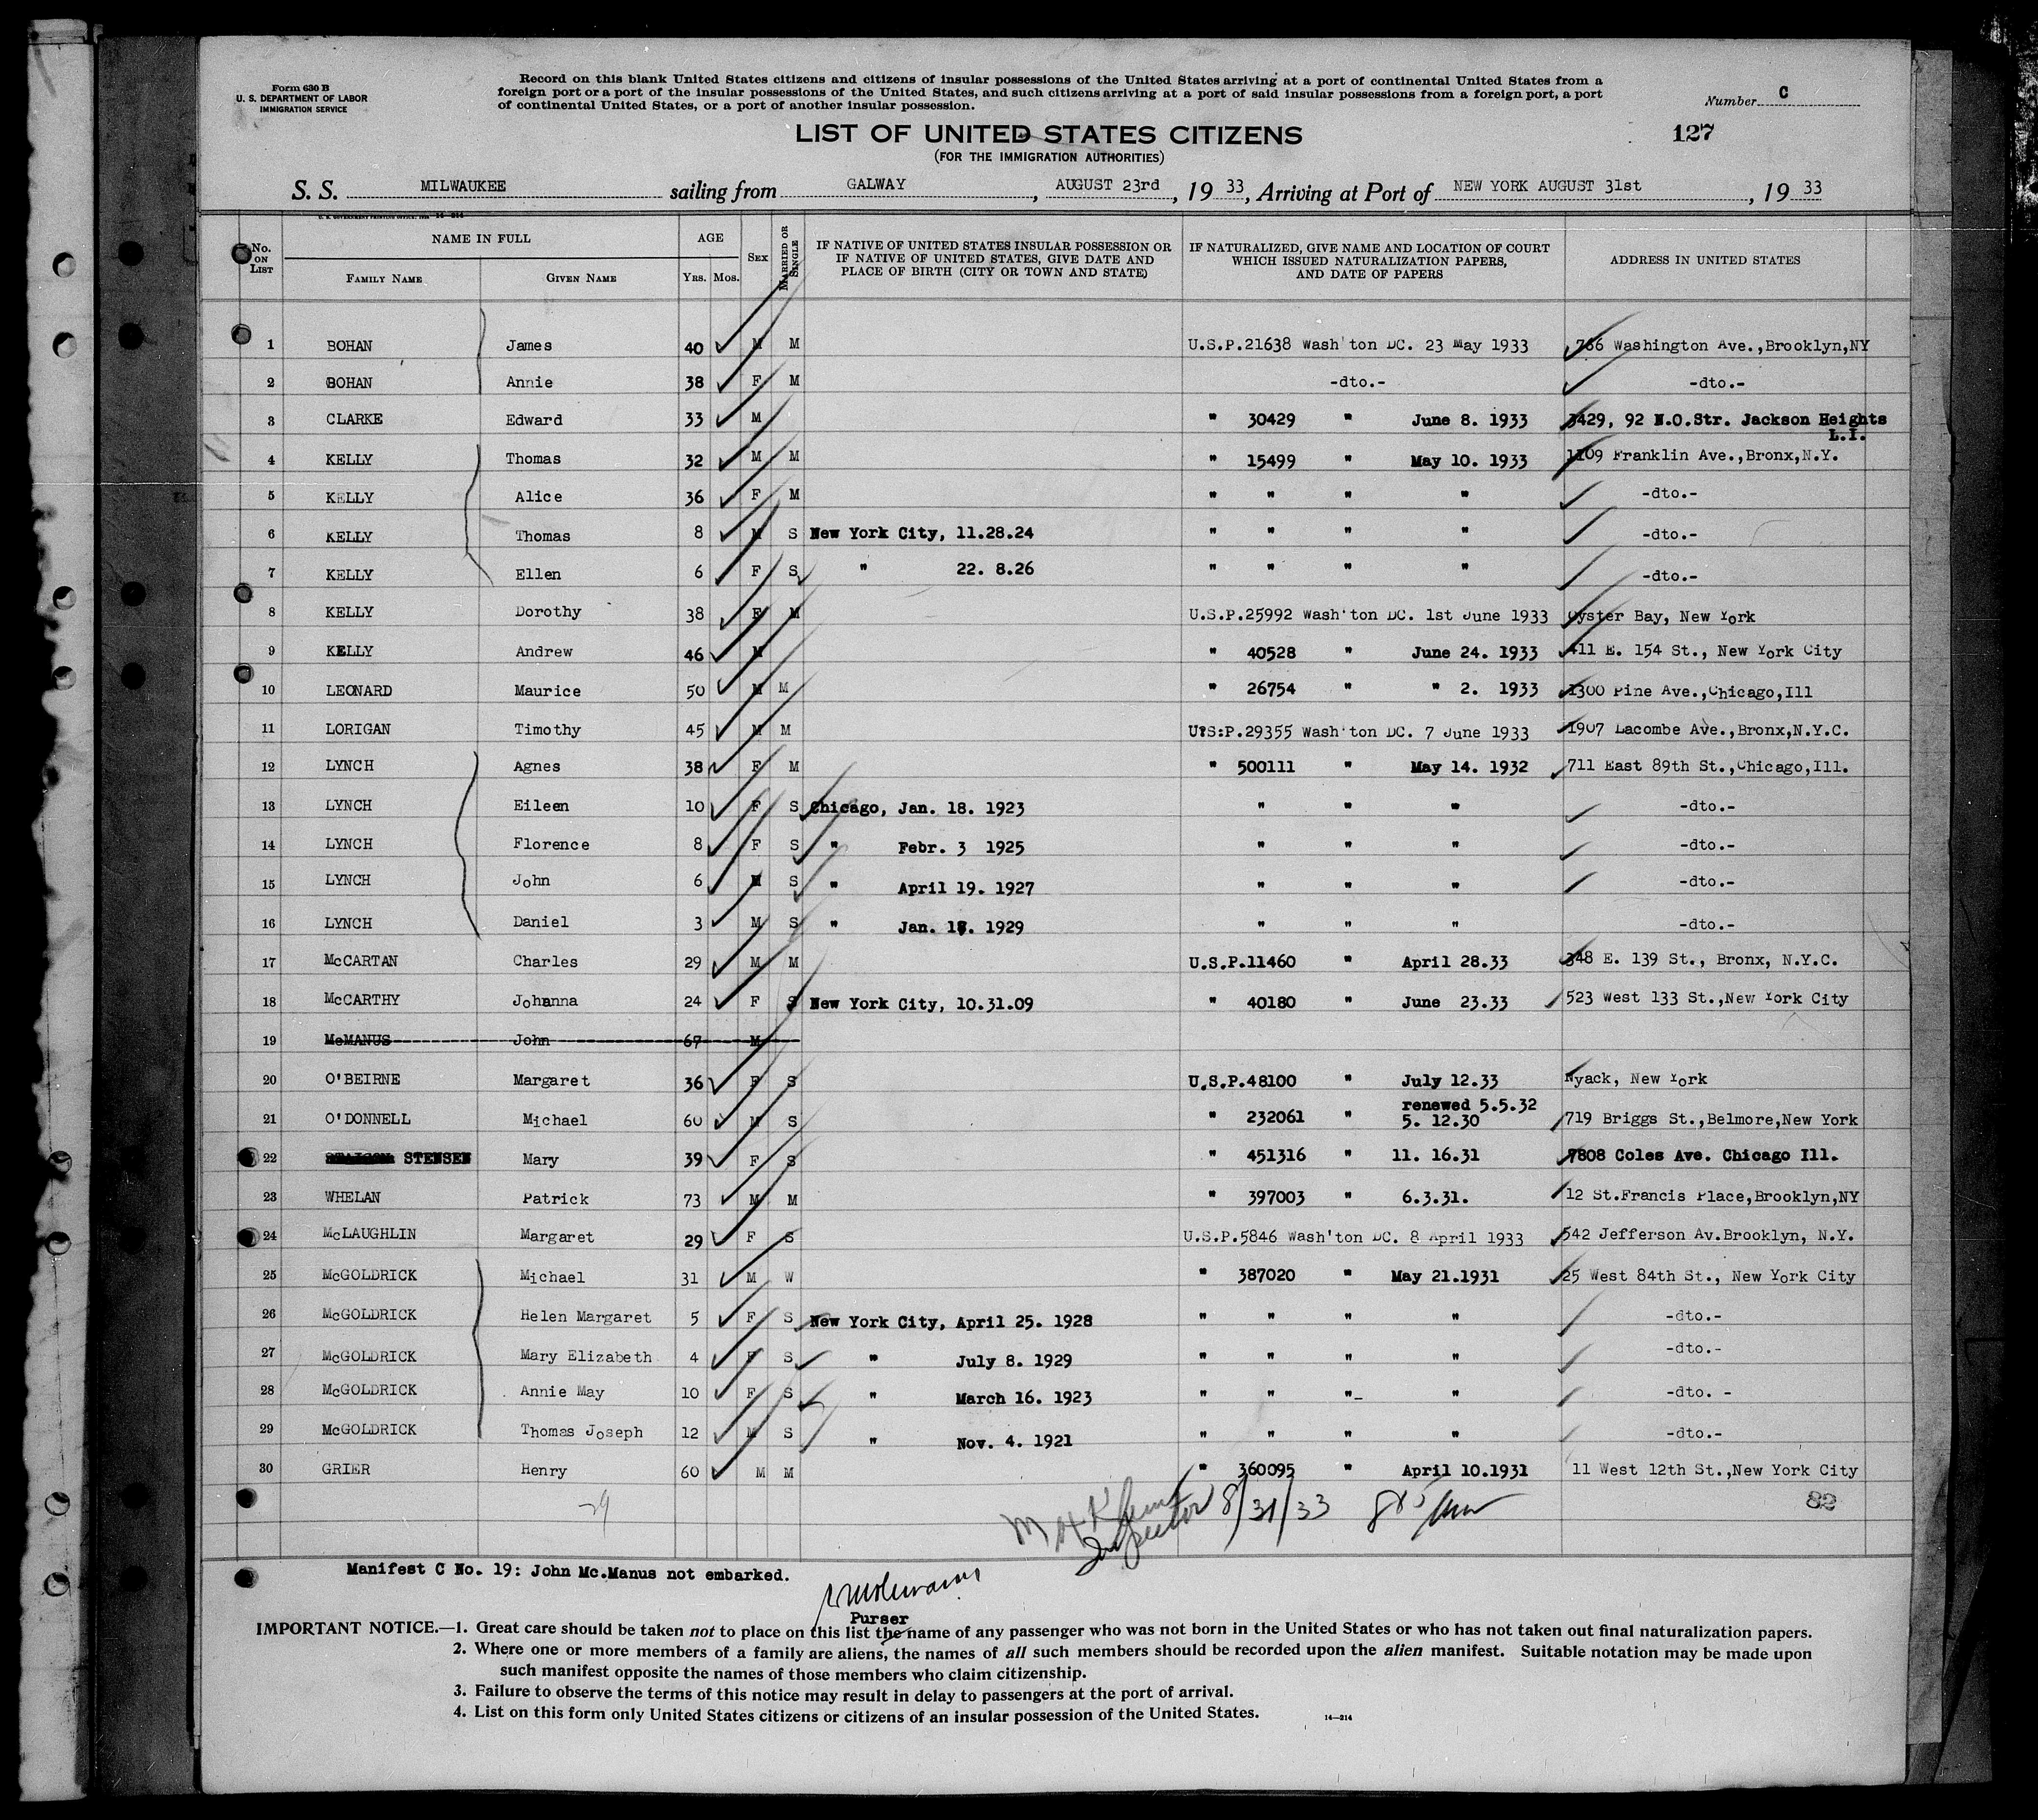 Form 630 B
U. S. DEPARTMENT OF LABOR
IMMIGRATION SERVICE
Record on this blank United States citizens and citizens of insular possessions of the United States arriving at a port of continental United States from a
foreign port or a port of the insular possessions of the United States, and such citizens arriving at a port of said insular possessions from a foreign port, a port
of continental United States, or a port of another insular possession.
Number C
127
LIST OF UNITED STATES CITIZENS
(FOR THE IMMIGRATION AUTHORITIES)
S. S. MILWAUKEE sailing from GALWAY, AUGUST 23rd, 19 33, Arriving at Port of NEW YORK AUGUST 31st, 19 33
No. ON LIST NAME IN FULL FAMILY NAME GIVEN NAME AGE YRS. MOS. SEX MARRIED OR SINGLE IF NATIVE OF UNITED STATES INSULAR POSSESSION OR IF NATIVE OF UNITED STATES, GIVE DATE AND PLACE OF BIRTH (CITY OR TOWN AND STATE) IF NATURALIZED, GIVE NAME AND LOCATION OF COURT WHICH ISSUED NATURALIZATION PAPERS, AND DATE OF PAPERS ADDRESS IN UNITED STATES
1 BOHAN James 40 M M U.S.P.21638 Wash'ton DC. 23 May 1933 766 Washington Ave.,Brooklyn,NY
2 BOHAN Annie 38 F M -dto.- -dto.-
3 CLARKE Edward 33 M " 30429 " June 8. 1933 3429, 92 N.O.Str. Jackson Heights L.I.
4 KELLY Thomas 32 M M " 15499 " May 10. 1933 1109 Franklin Ave.,Bronx,N.Y.
5 KELLY Alice 36 F M " " " " -dto.-
6 KELLY Thomas 8 M S New York City, 11.28.24 " " " " -dto.-
7 KELLY Ellen 6 F S " 22. 8.26 " " " " -dto.-
8 KELLY Dorothy 38 F M U.S.P.25992 Wash'ton DC. 1st June 1933 Oyster Bay, New York
9 KELLY Andrew 46 M " 40528 " June 24. 1933 411 E. 154 St., New York City
10 LEONARD Maurice 50 M M " 26754 " " 2. 1933 1300 Pine Ave.,Chicago,Ill
11 LORIGAN Timothy 45 M M U?S:P.29355 Wash'ton DC. 7 June 1933 1907 Lacombe Ave.,Bronx,N.Y.C.
12 LYNCH Agnes 38 F M " 500111 " May 14. 1932 711 East 89th St.,Chicago,Ill.
13 LYNCH Eileen 10 F S Chicago, Jan. 18. 1923 " " " -dto.-
14 LYNCH Florence 8 F S " Febr. 3 1925 " " " -dto.-
15 LYNCH John 6 M S " April 19. 1927 " " " -dto.-
16 LYNCH Daniel 3 M S " Jan. 18. 1929 " " " -dto.-
17 McCARTAN Charles 29 M M U.S.P.11460 " April 28.33 348 E. 139 St., Bronx, N.Y.C.
18 McCARTHY Johanna 24 F S New York City, 10.31.09 " 40180 " June 23.33 523 West 133 St.,New York City
19 McMANUS John 67 M
20 O'BEIRNE Margaret 36 F S U.S.P.48100 " July 12.33 Nyack, New York
21 O'DONNELL Michael 60 M S " 232061 " renewed 5.5.32 5. 12.30 719 Briggs St.,Belmore,New York
22 STENSEN Mary 39 F S " 451316 " 11. 16.31 7808 Coles Ave. Chicago Ill.
23 WHELAN Patrick 73 M M " 397003 " 6.3.31. 12 St.Francis Place,Brooklyn,NY
24 McLAUGHLIN Margaret 29 F S U.S.P.5846 Wash'ton DC. 8 April 1933 542 Jefferson Av.Brooklyn, N.Y.
25 McGOLDRICK Michael 31 M W " 387020 " May 21.1931 25 West 84th St., New York City
26 McGOLDRICK Helen Margaret 5 F S New York City, April 25. 1928 " " " " -dto.-
27 McGOLDRICK Mary Elizabeth 4 F S " July 8. 1929 " " " " -dto.-
28 McGOLDRICK Annie May 10 F S " March 16. 1923 " " "- " -dto. -
29 McGOLDRICK Thomas Joseph 12 M S " Nov. 4. 1921 " " " " -dto.-
30 GRIER Henry 60 M M " 360095 " April 10.1931 11 West 12th St.,New York City
29 Inspector 8/31/33 82
Manifest C No. 19: John Mc.Manus not embarked.
Purser
IMPORTANT NOTICE.—1. Great care should be taken not to place on this list the name of any passenger who was not born in the United States or who has not taken out final naturalization papers.
2. Where one or more members of a family are aliens, the names of all such members should be recorded upon the alien manifest. Suitable notation may be made upon
such manifest opposite the names of those members who claim citizenship.
3. Failure to observe the terms of this notice may result in delay to passengers at the port of arrival.
4. List on this form only United States citizens or citizens of an insular possession of the United States.
14—214